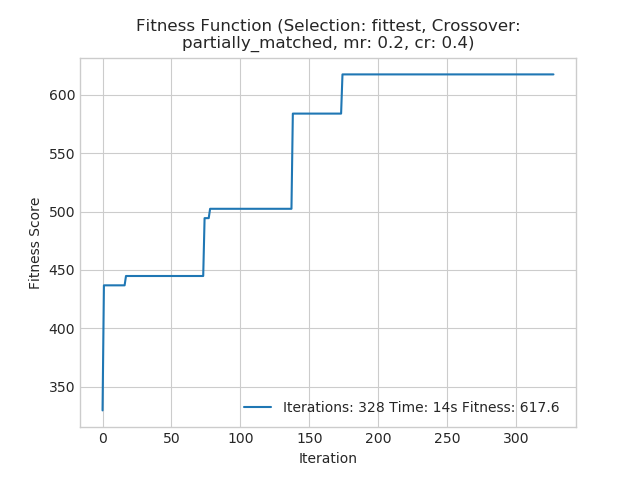 Fitness Function (Selection: fittest, Crossover:
partially_matched, mr: 0.2, cr: 0.4)
Fitness Score
600
550
500
450
400
350
Iterations: 328 Time: 14s Fitness: 617.6
0 50 100 150 200 250 300
Iteration